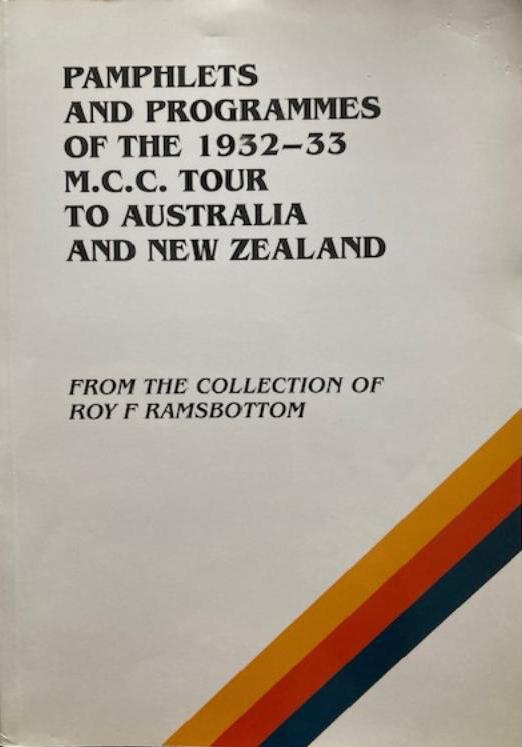 PAMPHLETS
AND PROGRAMMES
OF THE 1932–33
M.C.C. TOUR
TO AUSTRALIA
AND NEW ZEALAND
FROM THE COLLECTION OF
ROY F RAMSBOTTOM